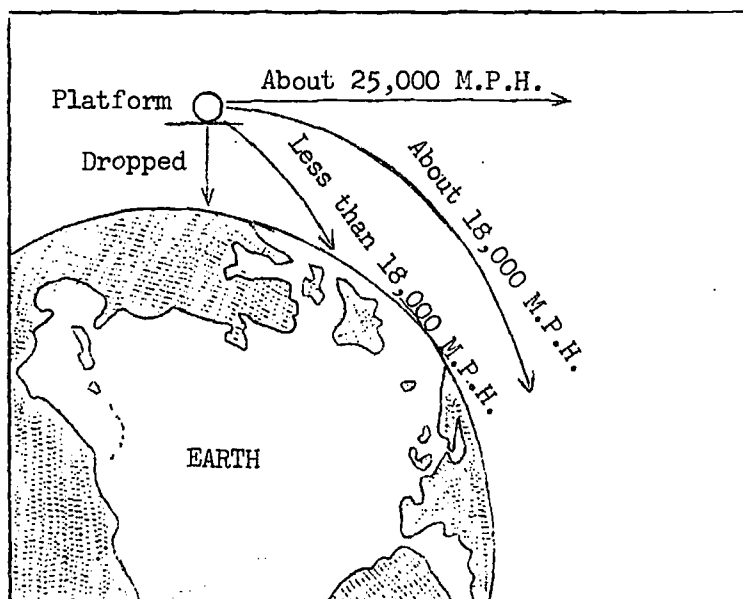 About 25,000 M.P.H.
Platform
Dropped
Less than 18,000 M.P.H.
About 18,000 M.P.H.
EARTH